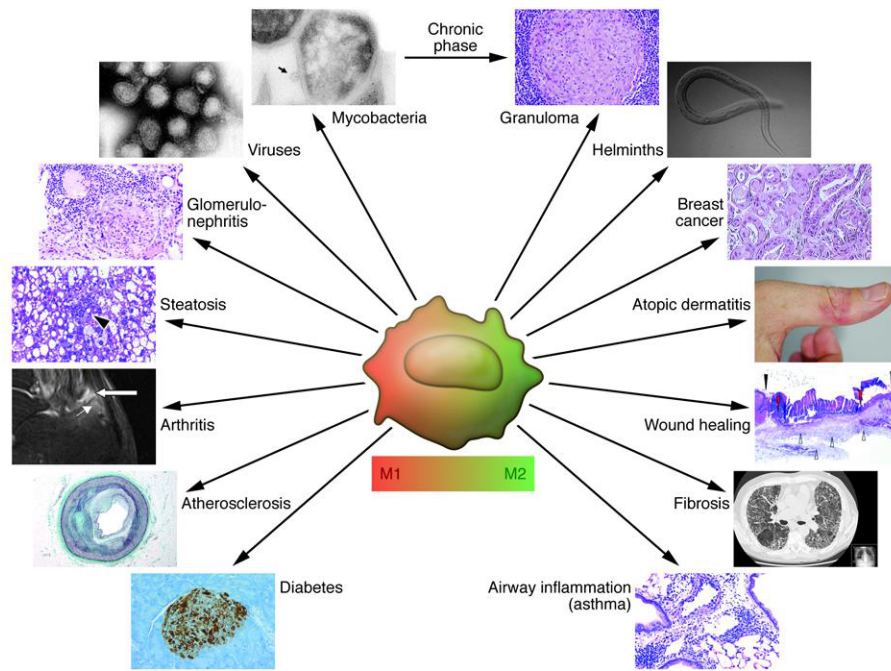 Chronic
phase
Mycobacteria
Granuloma
Viruses
Helminths
Glomerulo-
nephritis
Breast
cancer
Steatosis
Atopic dermatitis
Arthritis
Wound healing
M1
M2
Atherosclerosis
Fibrosis
Diabetes
Airway inflammation
(asthma)